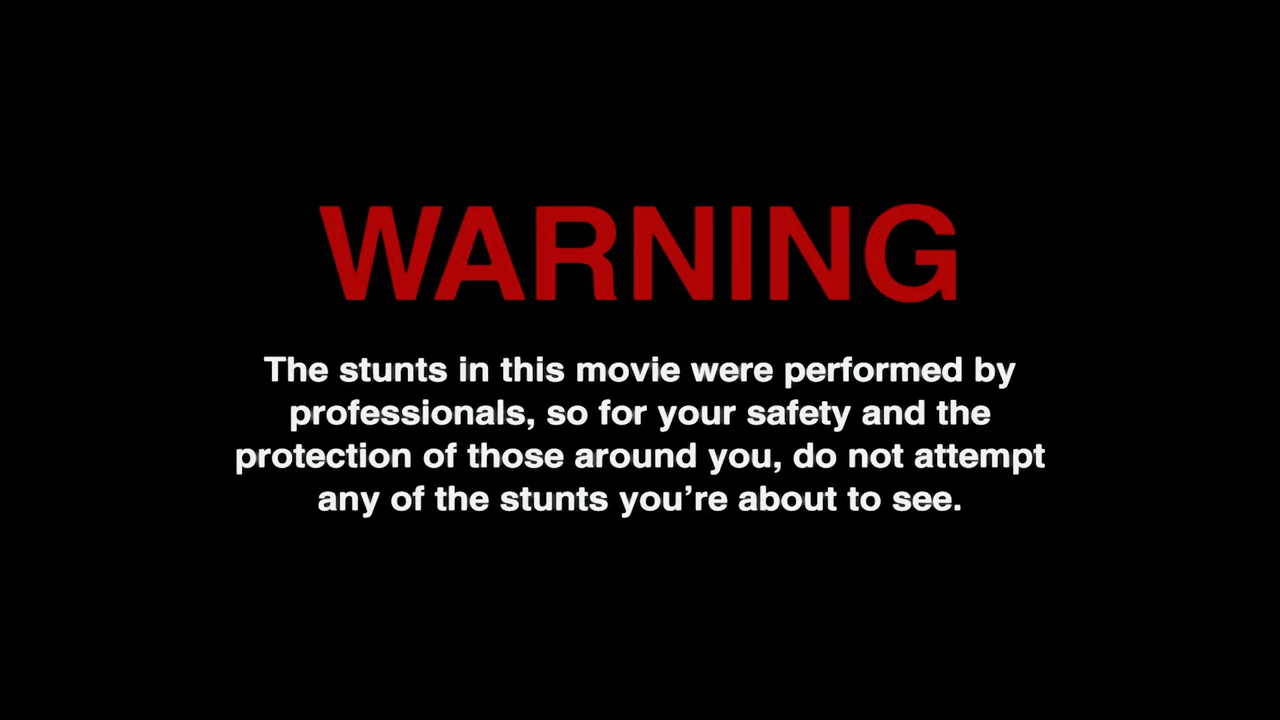 WARNING
The stunts in this movie were performed by
professionals, so for your safety and the
protection of those around you, do not attempt
any of the stunts you’re about to see.